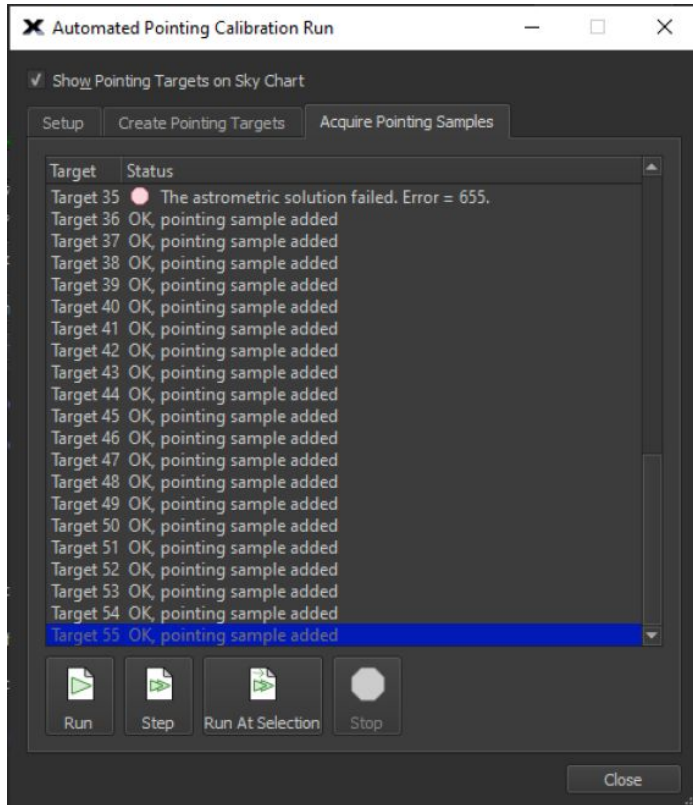 Automated Pointing Calibration Run
Show Pointing Targets on Sky Chart
Setup Create Pointing Targets Acquire Pointing Samples
Target Status
Target 35 The astrometric solution failed. Error = 655.
Target 36 OK, pointing sample added
Target 37 OK, pointing sample added
Target 38 OK, pointing sample added
Target 39 OK, pointing sample added
Target 40 OK, pointing sample added
Target 41 OK, pointing sample added
Target 42 OK, pointing sample added
Target 43 OK, pointing sample added
Target 44 OK, pointing sample added
Target 45 OK, pointing sample added
Target 46 OK, pointing sample added
Target 47 OK, pointing sample added
Target 48 OK, pointing sample added
Target 49 OK, pointing sample added
Target 50 OK, pointing sample added
Target 51 OK, pointing sample added
Target 52 OK, pointing sample added
Target 53 OK, pointing sample added
Target 54 OK, pointing sample added
Target 55 OK, pointing sample added
Run Step Run At Selection Stop
Close